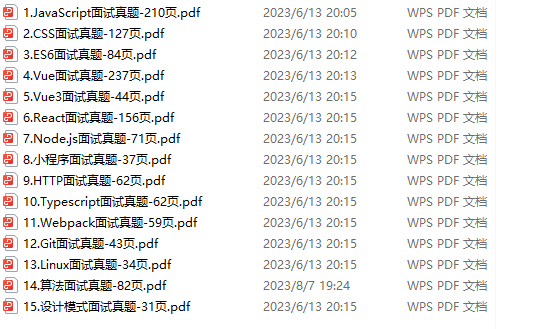 1.JavaScript面试真题-210页.pdf 2023/6/13 20:05 WPS PDF 文档
2.CSS面试真题-127页.pdf 2023/6/13 20:10 WPS PDF 文档
3.ES6面试真题-84页.pdf 2023/6/13 20:12 WPS PDF 文档
4.Vue面试真题-237页.pdf 2023/6/13 20:13 WPS PDF 文档
5.Vue3面试真题-44页.pdf 2023/6/13 20:15 WPS PDF 文档
6.React面试真题-156页.pdf 2023/6/13 20:15 WPS PDF 文档
7.Node.js面试真题-71页.pdf 2023/6/13 20:15 WPS PDF 文档
8.小程序面试真题-37页.pdf 2023/6/13 20:15 WPS PDF 文档
9.HTTP面试真题-62页.pdf 2023/6/13 20:15 WPS PDF 文档
10.Typescript面试真题-62页.pdf 2023/6/13 20:15 WPS PDF 文档
11.Webpack面试真题-59页.pdf 2023/6/13 20:15 WPS PDF 文档
12.Git面试真题-43页.pdf 2023/6/13 20:15 WPS PDF 文档
13.Linux面试真题-34页.pdf 2023/6/13 20:15 WPS PDF 文档
14.算法面试真题-82页.pdf 2023/8/7 19:24 WPS PDF 文档
15.设计模式面试真题-31页.pdf 2023/6/13 20:15 WPS PDF 文档